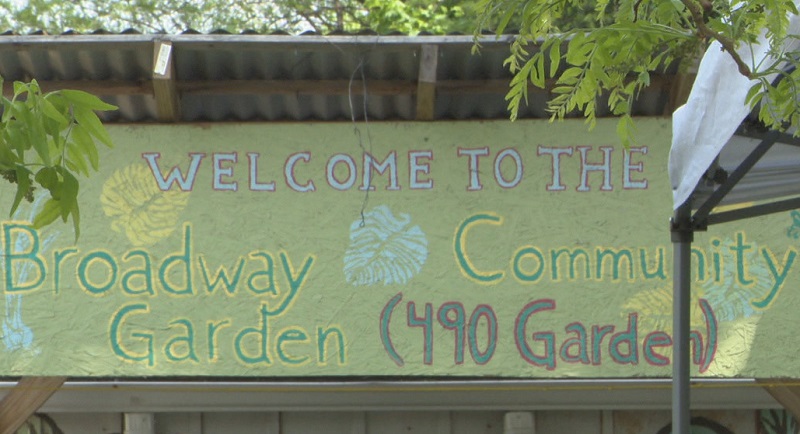 WELCOME TO THE
Broadway Community
Garden (490 Garden)